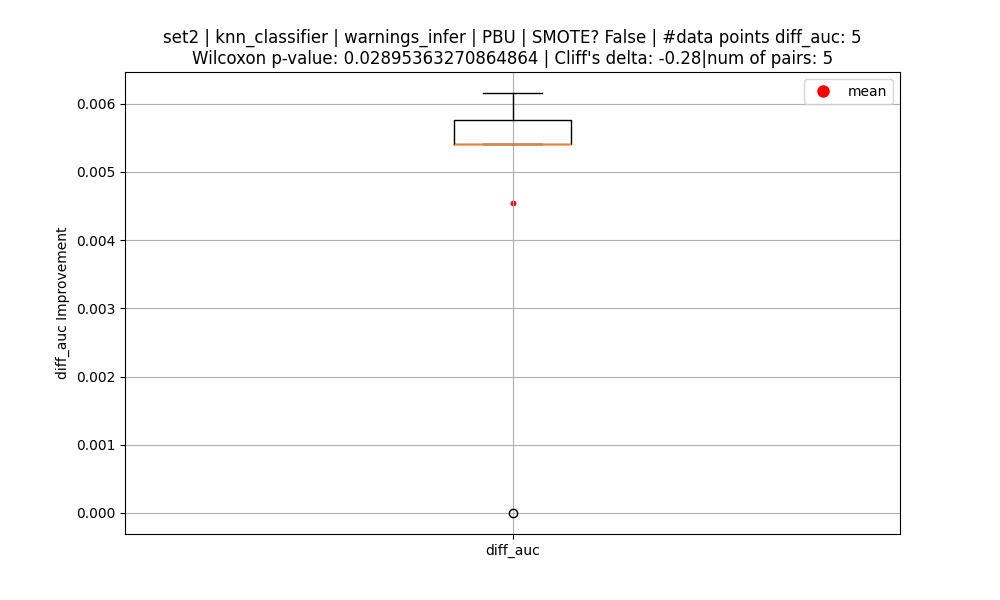 set2 | knn_classifier | warnings_infer | PBU | SMOTE? False | #data points diff_auc: 5
Wilcoxon p-value: 0.02895363270864864 | Cliff's delta: -0.28|num of pairs: 5
mean
0.006
0.005
0.004
0.003
0.002
0.001
0.000
diff_auc Improvement
diff_auc